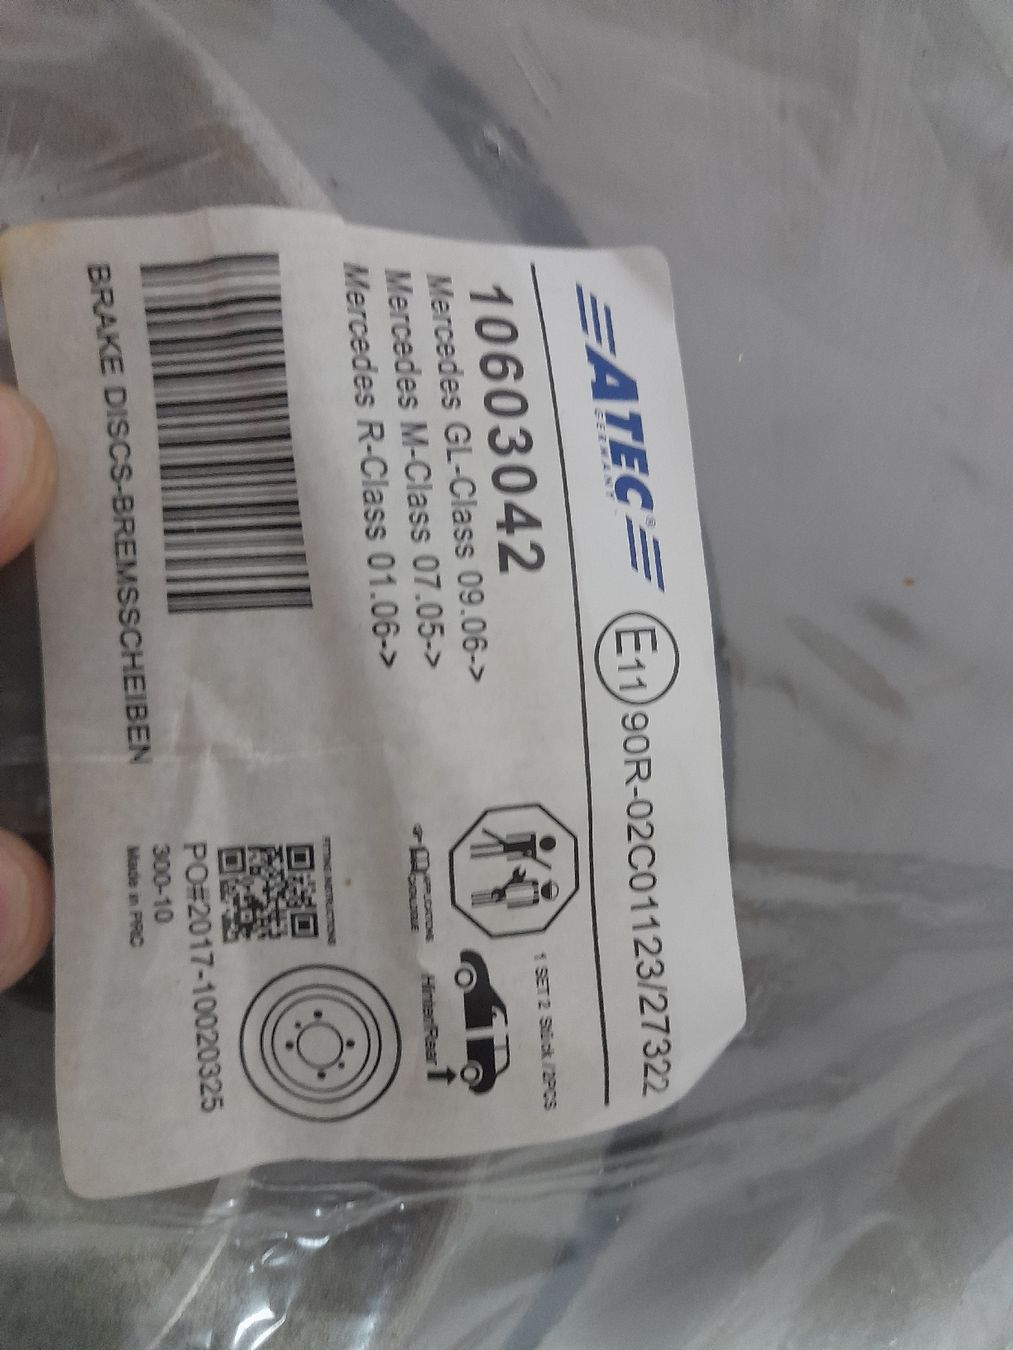 ATEC®
GERMANY
E11 90R-02C01123/27322
10603042
Mercedes GL-Class 09.06->
Mercedes M-Class 07.05->
Mercedes R-Class 01.06->
1 SET 2 Stück /2PCS
Hinten/Rear
FITTING INSTRUCTIONS
BRAKE DISCS-BREMSSCHEIBEN
PO#2017-10020325
300-10
Made in PRC